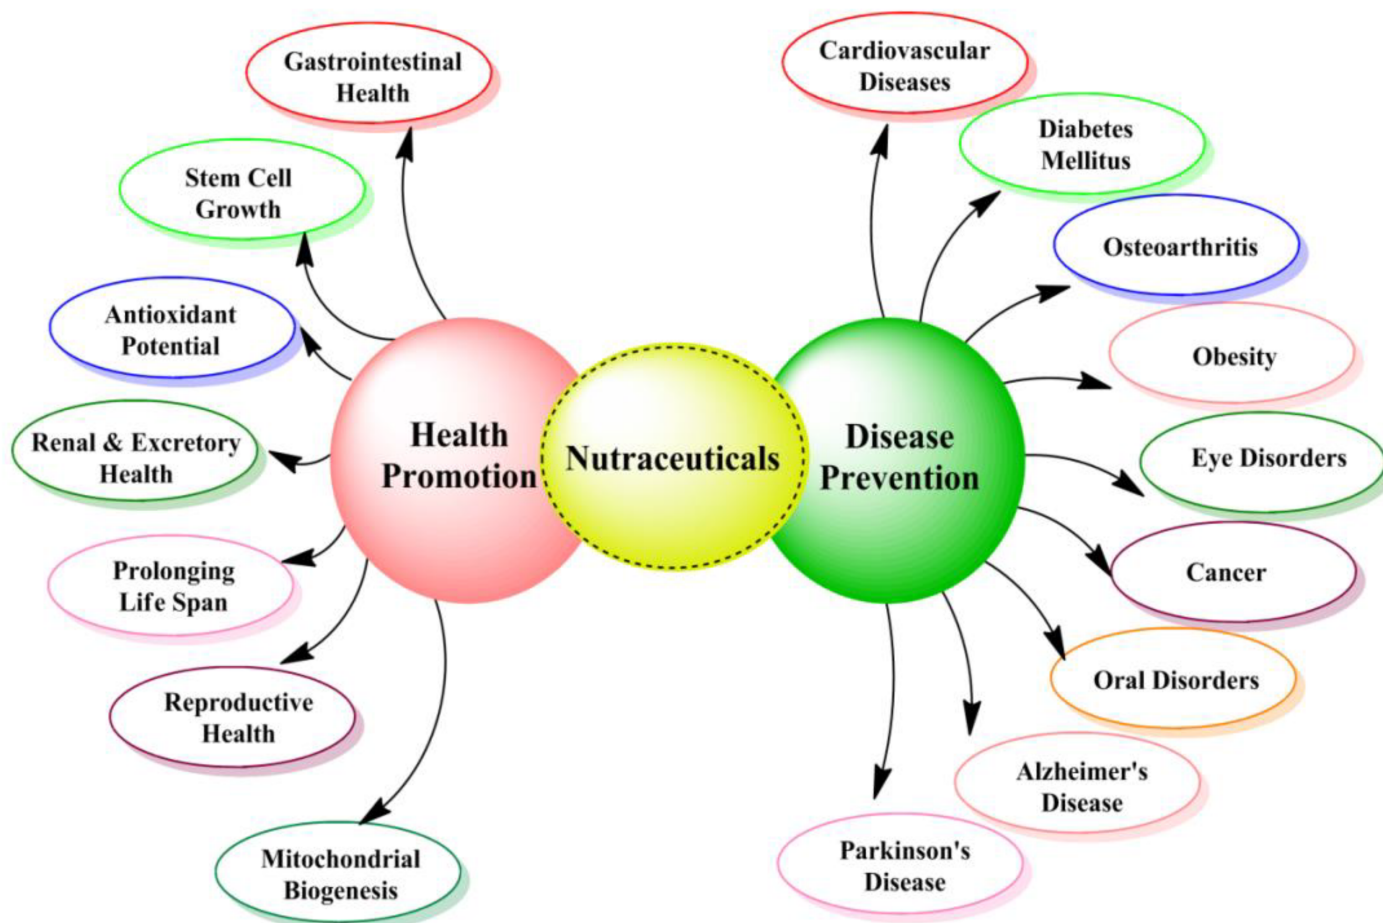 Gastrointestinal
Health
Stem Cell
Growth
Antioxidant
Potential
Renal & Excretory
Health
Prolonging
Life Span
Reproductive
Health
Mitochondrial
Biogenesis
Health
Promotion
Nutraceuticals
Disease
Prevention
Cardiovascular
Diseases
Diabetes
Mellitus
Osteoarthritis
Obesity
Eye Disorders
Cancer
Oral Disorders
Alzheimer's
Disease
Parkinson's
Disease